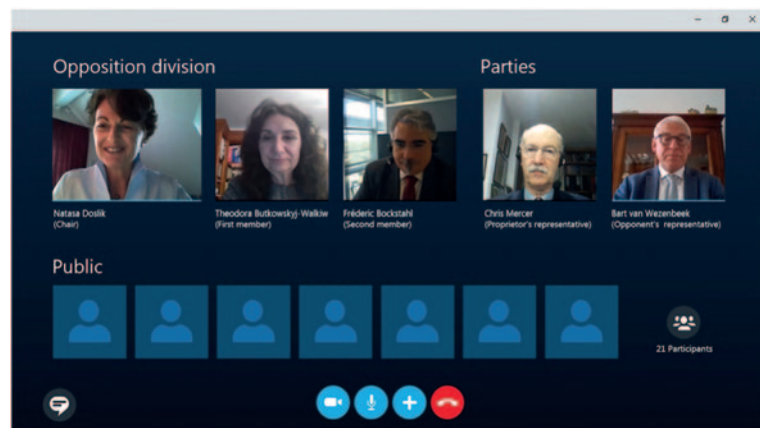 Opposition division
Parties
Natasa Doslik
(Chair)
Theodora Butkowskyj-Walkiw
(First member)
Fréderic Bockstahl
(Second member)
Chris Mercer
(Proprietor's representative)
Bart van Wezenbeek
(Opponent's representative)
Public
21 Participants